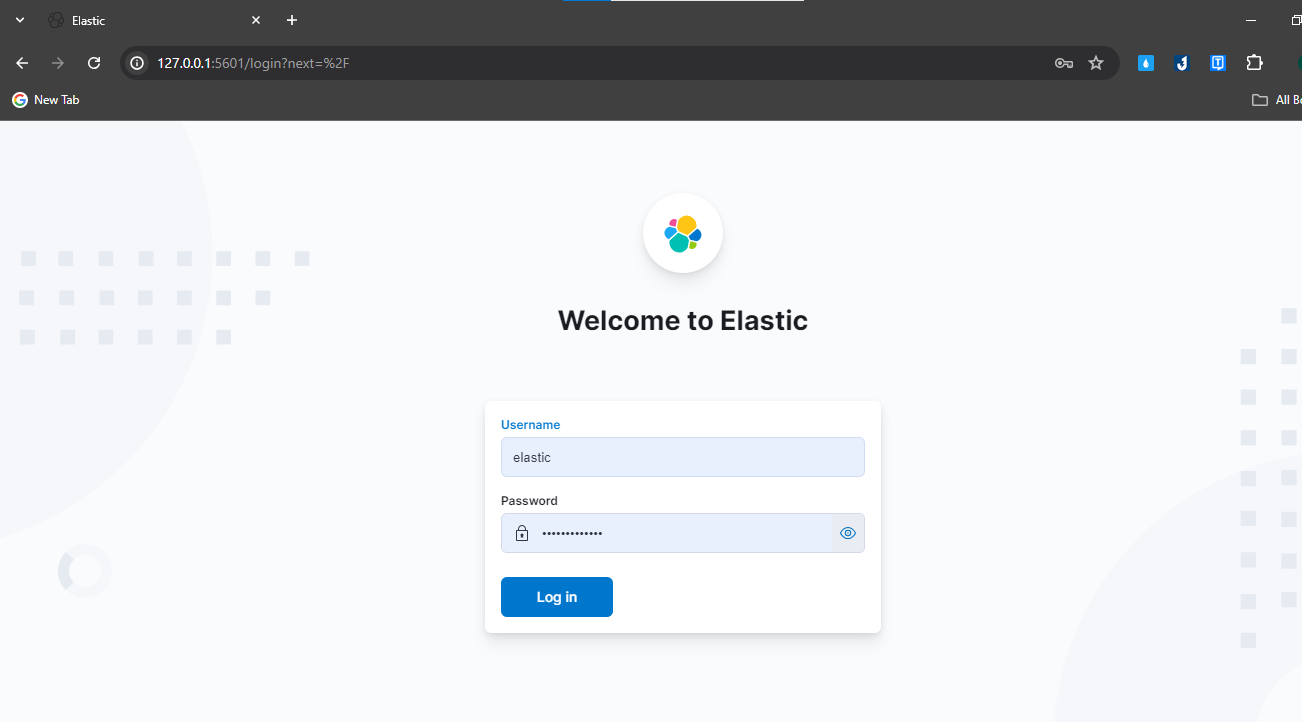 Elastic
127.0.0.1:5601/login?next=%2F
New Tab
All Bo
Welcome to Elastic
Username
elastic
Password
•••••••••••••
Log in